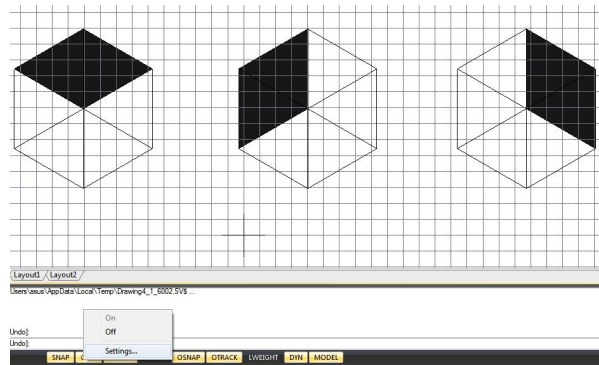 Layout1 Layout2
Users\asus\AppData\Local\Temp\Drawing4_1_6002.SV$ ...
On
Undo]: Off
Undo]: Settings...
SNAP OSNAP OTRACK LWEIGHT DYN MODEL